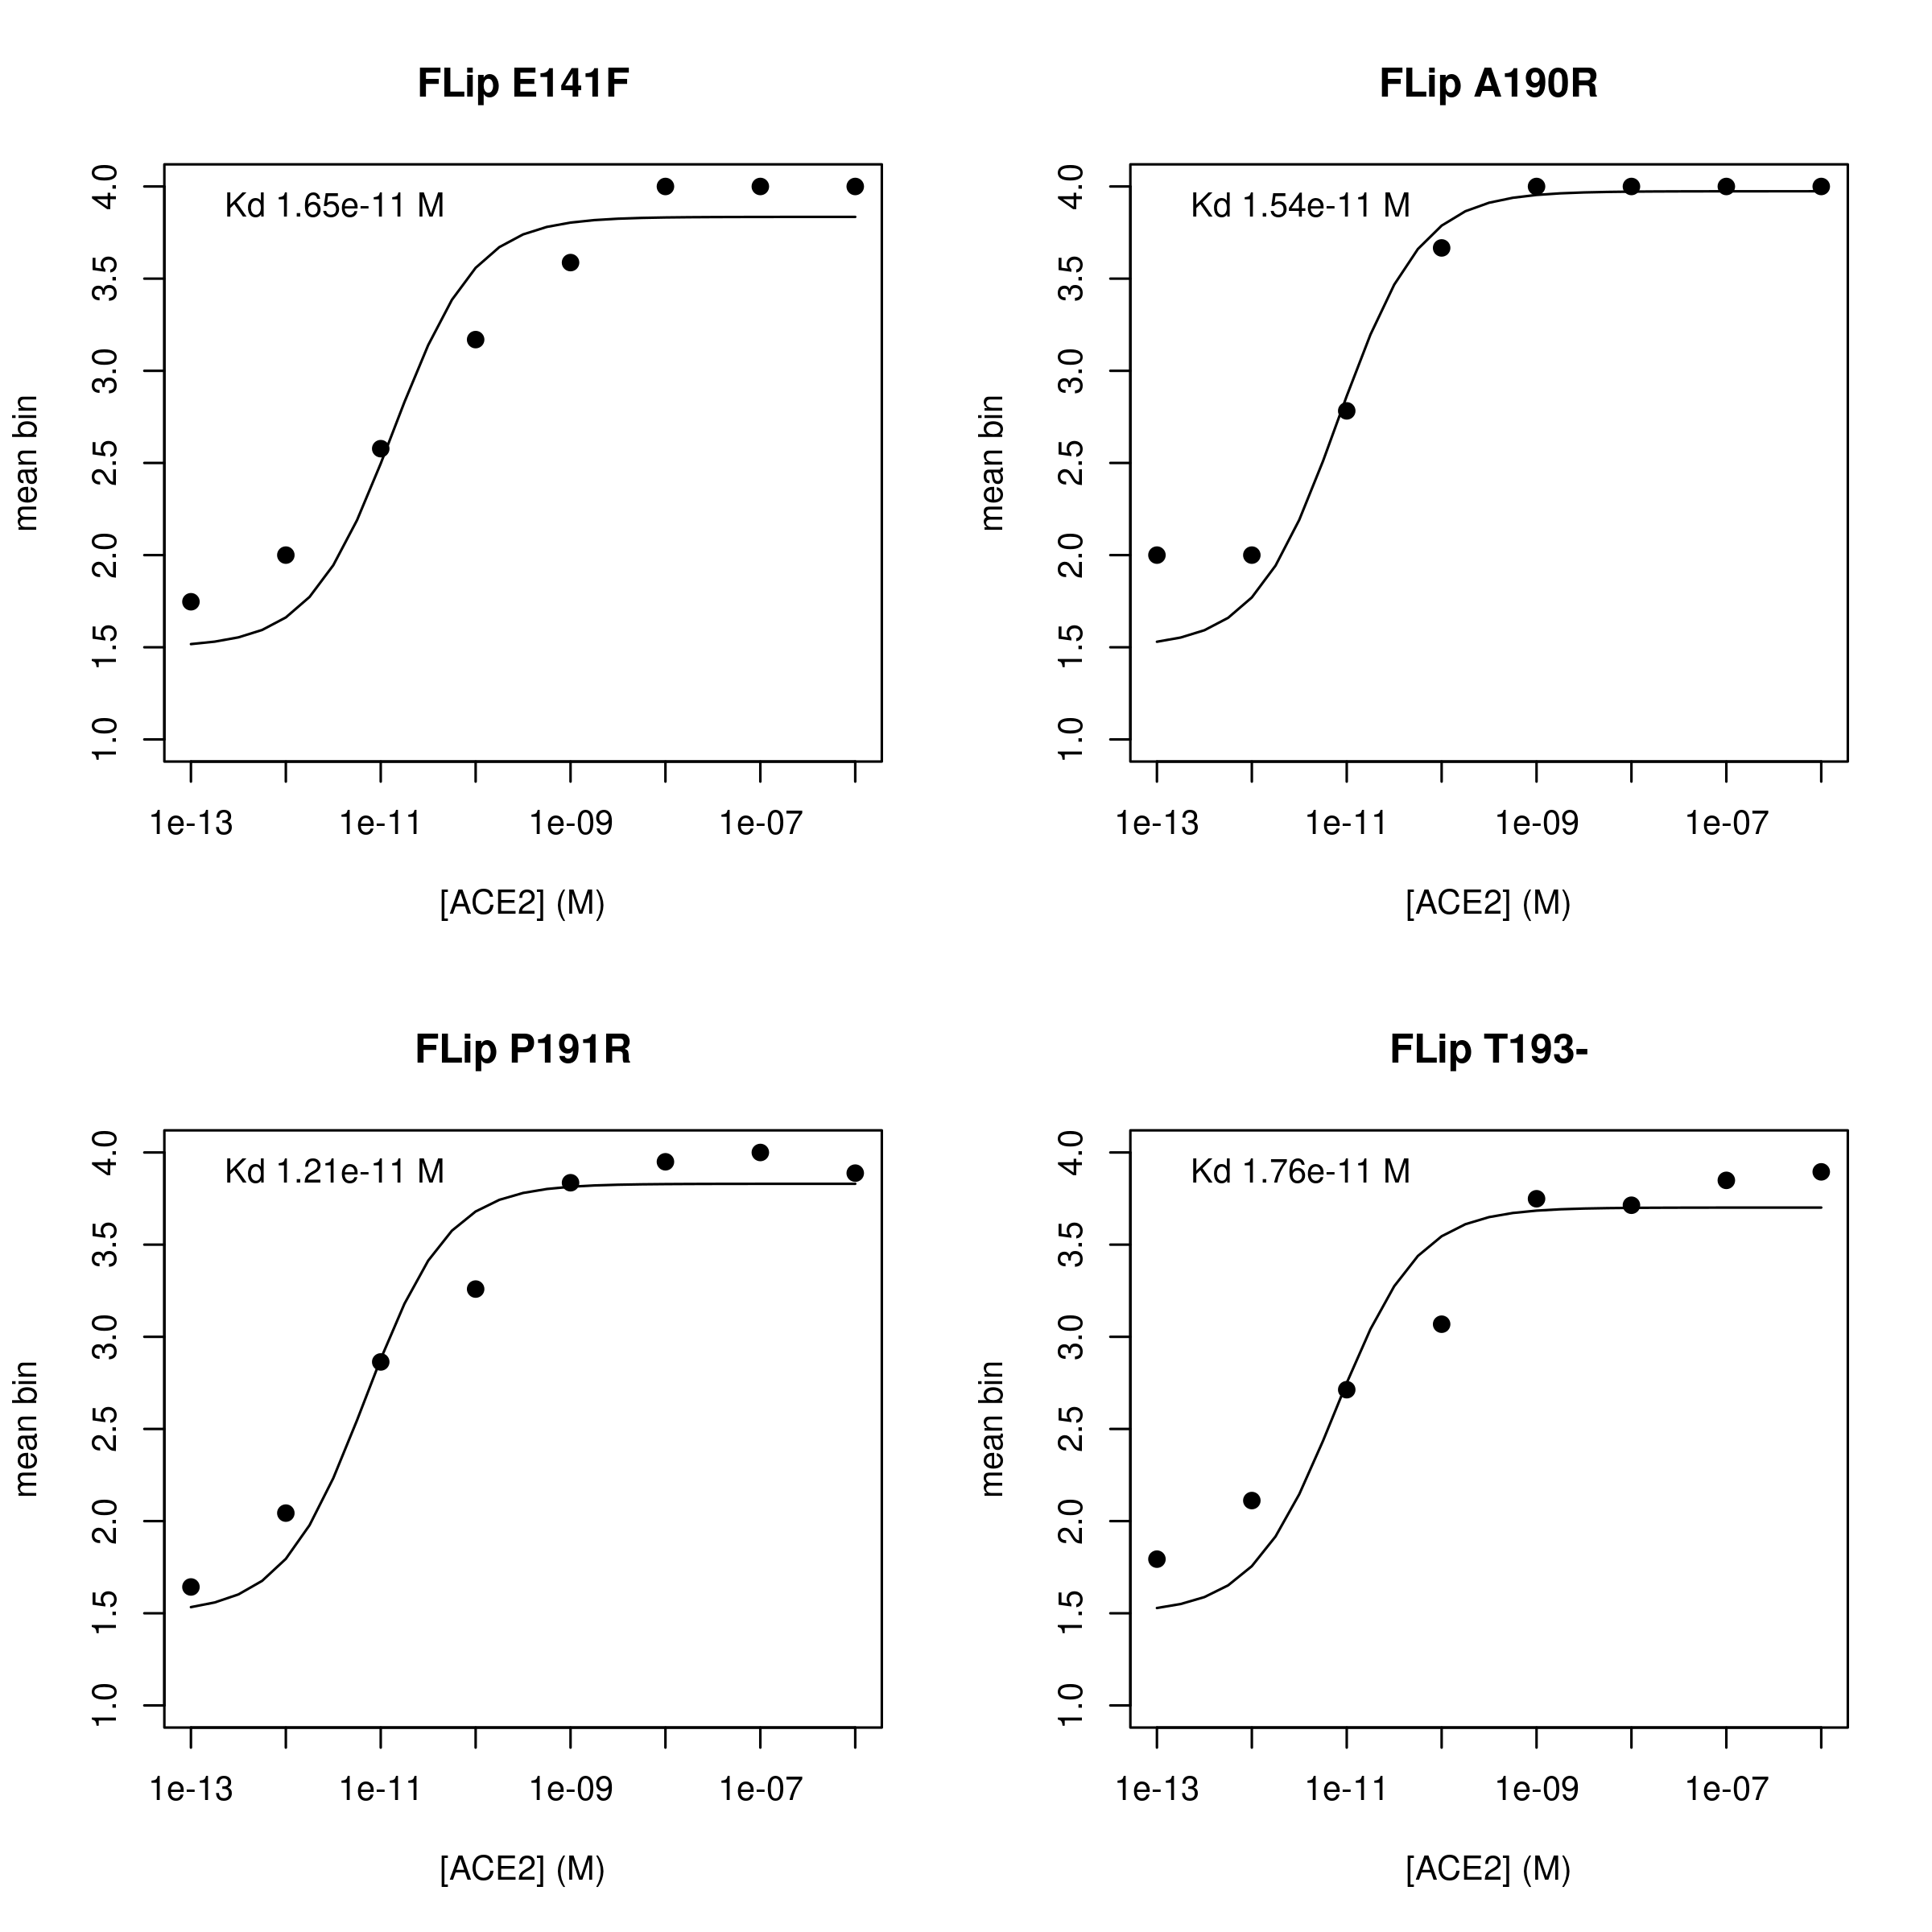 FLip E141F
Kd 1.65e-11 M
4.0
3.5
3.0
2.5
2.0
1.5
1.0
mean bin
1e-13 1e-11 1e-09 1e-07
[ACE2] (M)
FLip A190R
Kd 1.54e-11 M
4.0
3.5
3.0
2.5
2.0
1.5
1.0
mean bin
1e-13 1e-11 1e-09 1e-07
[ACE2] (M)
FLip P191R
Kd 1.21e-11 M
4.0
3.5
3.0
2.5
2.0
1.5
1.0
mean bin
1e-13 1e-11 1e-09 1e-07
[ACE2] (M)
FLip T193-
Kd 1.76e-11 M
4.0
3.5
3.0
2.5
2.0
1.5
1.0
mean bin
1e-13 1e-11 1e-09 1e-07
[ACE2] (M)